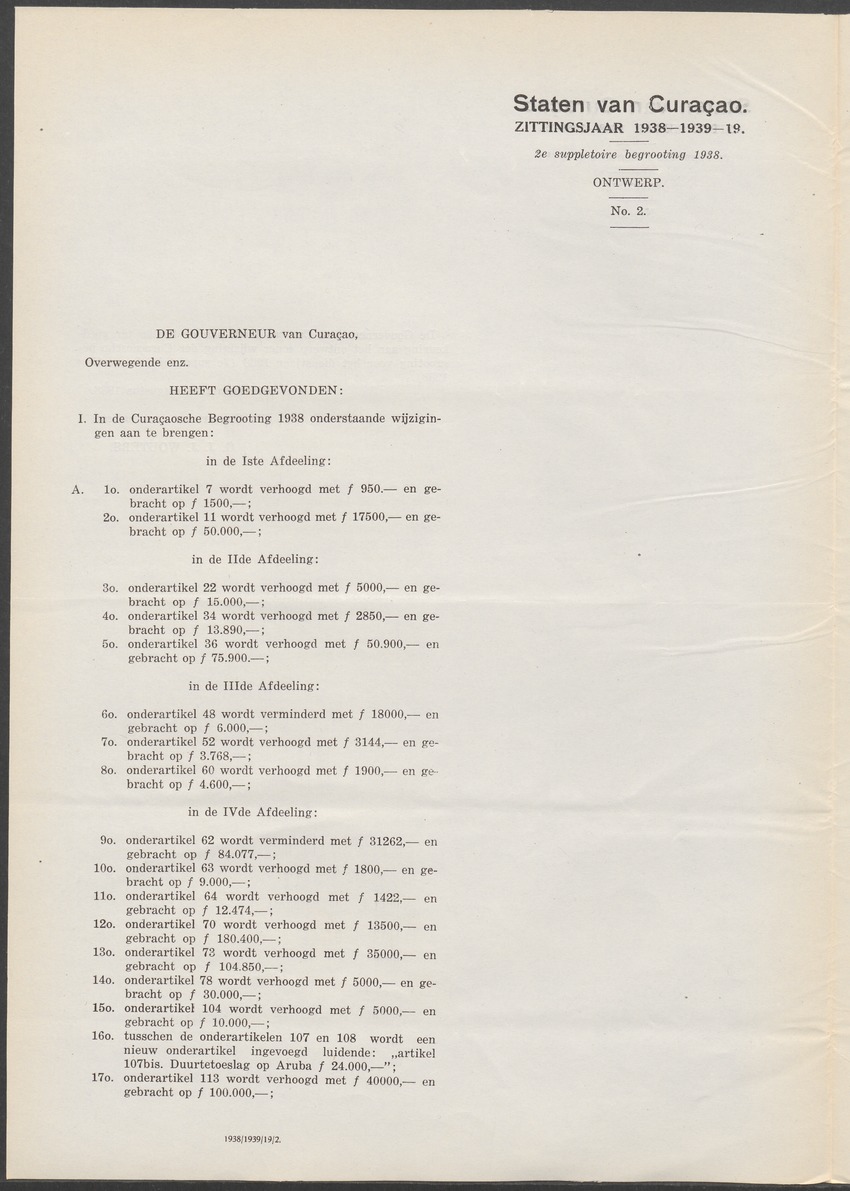 Staten van Curaçao.
ZITTINGSJAAR 1938—1939—19.
2e suppletoire begrooting 1938.
ONTWERP.
No. 2.
DE GOUVERNEUR van Curaçao,
Overwegende enz.
HEEFT GOEDGEVONDEN:
I. In de Curaçaosche Begrooting 1938 onderstaande wijzigin-
gen aan te brengen:
in de Iste Afdeeling:
A. 1o. onderartikel 7 wordt verhoogd met f 950.— en ge-
bracht op f 1500,—;
2o. onderartikel 11 wordt verhoogd met f 17500,— en ge-
bracht op f 50.000,—;
in de IIde Afdeeling:
3o. onderartikel 22 wordt verhoogd met f 5000,— en ge-
bracht op f 15.000,—;
4o. onderartikel 34 wordt verhoogd met f 2850,— en ge-
bracht op f 13.890,—;
5o. onderartikel 36 wordt verhoogd met f 50.900,— en
gebracht op f 75.900.—;
in de IIIde Afdeeling:
6o. onderartikel 48 wordt verminderd met f 18000,— en
gebracht op f 6.000,—;
7o. onderartikel 52 wordt verhoogd met f 3144,— en ge-
bracht op f 3.768,—;
8o. onderartikel 60 wordt verhoogd met f 1900,— en ge-
bracht op f 4.600,—;
in de IVde Afdeeling:
9o. onderartikel 62 wordt verminderd met f 31262,— en
gebracht op f 84.077,—;
10o. onderartikel 63 wordt verhoogd met f 1800,— en ge-
bracht op f 9.000,—;
11o. onderartikel 64 wordt verhoogd met f 1422,— en
gebracht op f 12.474,—;
12o. onderartikel 70 wordt verhoogd met f 13500,— en
gebracht op f 180.400,—;
13o. onderartikel 73 wordt verhoogd met f 35000,— en
gebracht op f 104.850,—;
14o. onderartikel 78 wordt verhoogd met f 5000,— en ge-
bracht op f 30.000,—;
15o. onderartikel 104 wordt verhoogd met f 5000,— en
gebracht op f 10.000,—;
16o. tusschen de onderartikelen 107 en 108 wordt een
nieuw onderartikel ingevoegd luidende: „artikel
107bis. Duurtetoeslag op Aruba f 24.000,—";
17o. onderartikel 113 wordt verhoogd met f 40000,— en
gebracht op f 100.000,—;
1938/1939/19/2.